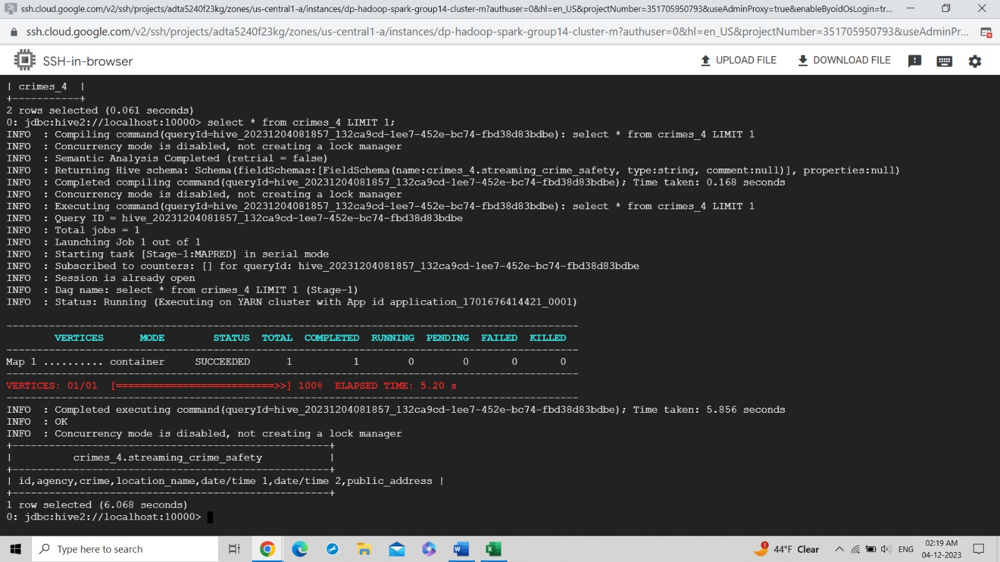 ssh.cloud.google.com/v2/ssh/projects/adta5240f23kg/zones/us-central1-a/instances/dp-hadoop-spark-group14-cluster-m?authuser=0&hl=en_US&projectNumber=351705950793&useAdminProxy=true&enableByoidOsLogin=tr...
ssh.cloud.google.com/v2/ssh/projects/adta5240f23kg/zones/us-central1-a/instances/dp-hadoop-spark-group14-cluster-m?authuser=0&hl=en_US&projectNumber=351705950793&useAdminPr...
SSH-in-browser UPLOAD FILE DOWNLOAD FILE
| crimes_4  |
+-----------+
2 rows selected (0.061 seconds)
0: jdbc:hive2://localhost:10000> select * from crimes_4 LIMIT 1;
INFO  : Compiling command(queryId=hive_20231204081857_132ca9cd-1ee7-452e-bc74-fbd38d83bdbe): select * from crimes_4 LIMIT 1
INFO  : Concurrency mode is disabled, not creating a lock manager
INFO  : Semantic Analysis Completed (retrial = false)
INFO  : Returning Hive schema: Schema(fieldSchemas:[FieldSchema(name:crimes_4.streaming_crime_safety, type:string, comment:null)], properties:null)
INFO  : Completed compiling command(queryId=hive_20231204081857_132ca9cd-1ee7-452e-bc74-fbd38d83bdbe); Time taken: 0.168 seconds
INFO  : Concurrency mode is disabled, not creating a lock manager
INFO  : Executing command(queryId=hive_20231204081857_132ca9cd-1ee7-452e-bc74-fbd38d83bdbe): select * from crimes_4 LIMIT 1
INFO  : Query ID = hive_20231204081857_132ca9cd-1ee7-452e-bc74-fbd38d83bdbe
INFO  : Total jobs = 1
INFO  : Launching Job 1 out of 1
INFO  : Starting task [Stage-1:MAPRED] in serial mode
INFO  : Subscribed to counters: [] for queryId: hive_20231204081857_132ca9cd-1ee7-452e-bc74-fbd38d83bdbe
INFO  : Session is already open
INFO  : Dag name: select * from crimes_4 LIMIT 1 (Stage-1)
INFO  : Status: Running (Executing on YARN cluster with App id application_1701676414421_0001)
----------------------------------------------------------------------------------------------
        VERTICES      MODE        STATUS  TOTAL  COMPLETED  RUNNING  PENDING  FAILED  KILLED
----------------------------------------------------------------------------------------------
Map 1 .......... container     SUCCEEDED      1          1        0        0       0       0
----------------------------------------------------------------------------------------------
VERTICES: 01/01  [==========================>>] 100%  ELAPSED TIME: 5.20 s
----------------------------------------------------------------------------------------------
INFO  : Completed executing command(queryId=hive_20231204081857_132ca9cd-1ee7-452e-bc74-fbd38d83bdbe); Time taken: 5.856 seconds
INFO  : OK
INFO  : Concurrency mode is disabled, not creating a lock manager
+----------------------------------------------------+
|          crimes_4.streaming_crime_safety           |
+----------------------------------------------------+
| id,agency,crime,location_name,date/time 1,date/time 2,public_address |
+----------------------------------------------------+
1 row selected (6.068 seconds)
0: jdbc:hive2://localhost:10000>
Type here to search 1 44°F Clear ENG 02:19 AM
04-12-2023